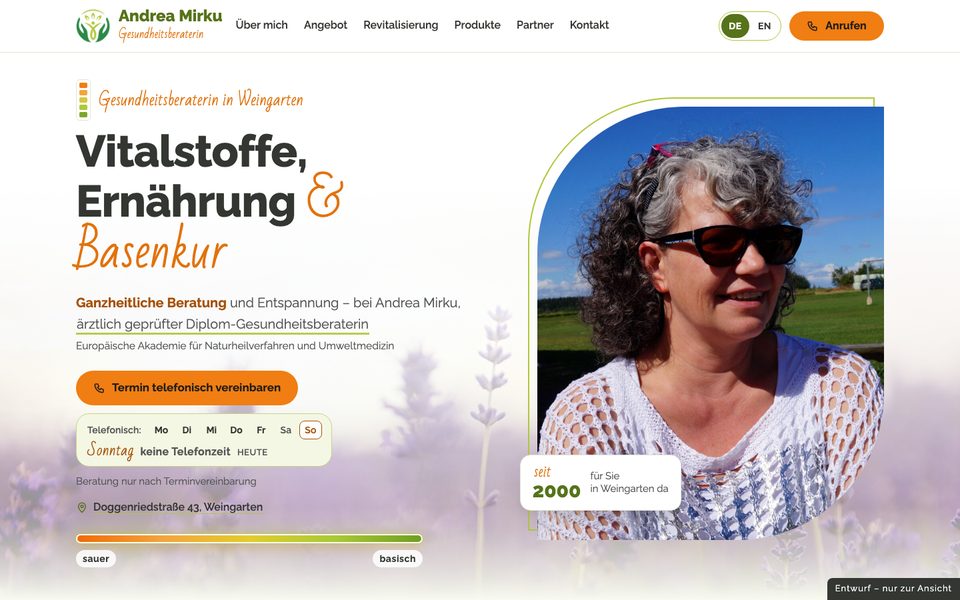 Andrea Mirku
Gesundheitsberaterin
Über mich Angebot Revitalisierung Produkte Partner Kontakt
DE EN
Anrufen
Gesundheitsberaterin in Weingarten
Vitalstoffe,
Ernährung &
Basenkur
Ganzheitliche Beratung und Entspannung – bei Andrea Mirku,
ärztlich geprüfter Diplom-Gesundheitsberaterin
Europäische Akademie für Naturheilverfahren und Umweltmedizin
Termin telefonisch vereinbaren
Telefonisch: Mo Di Mi Do Fr Sa So
Sonntag keine Telefonzeit HEUTE
Beratung nur nach Terminvereinbarung
Doggenriedstraße 43, Weingarten
sauer basisch
seit
2000
für Sie
in Weingarten da
Entwurf – nur zur Ansicht